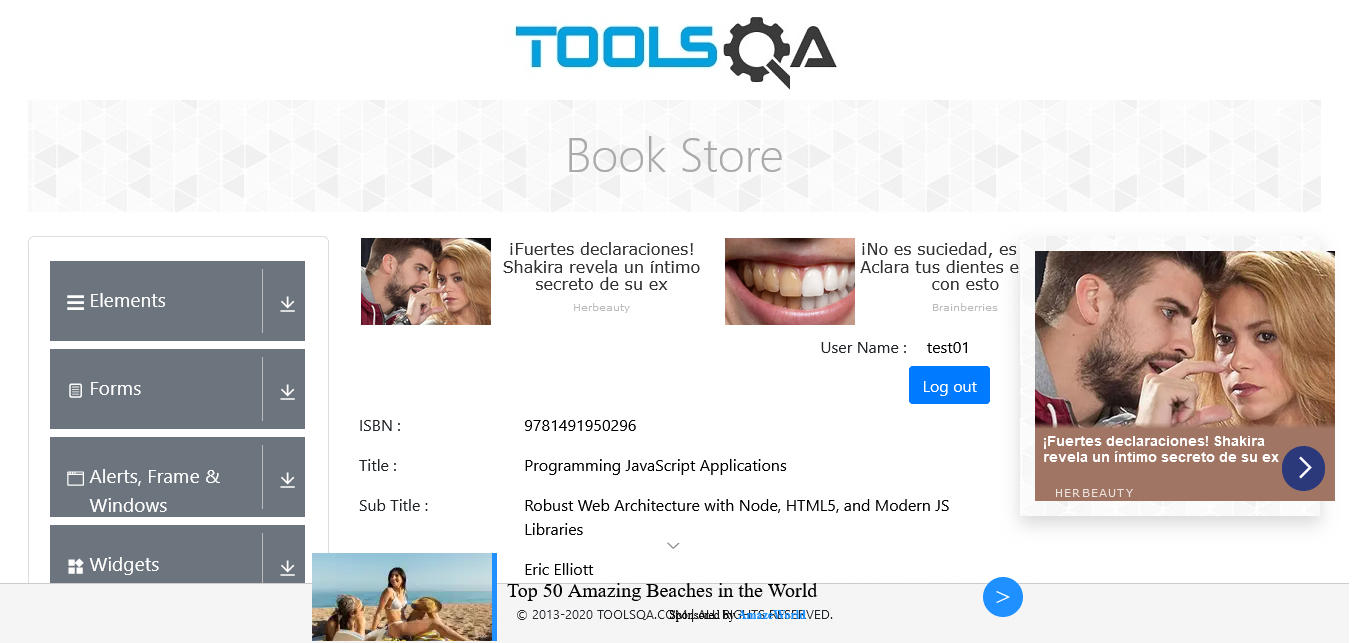 TOOLSQA
Book Store
Elements
Forms
Alerts, Frame &
Windows
Widgets
¡Fuertes declaraciones!
Shakira revela un íntimo
secreto de su ex
Herbeauty
¡No es suciedad, es
Aclara tus dientes
con esto
Brainberries
User Name :
test01
Log out
¡Fuertes declaraciones! Shakira
revela un íntimo secreto de su ex
HERBEAUTY
ISBN :
9781491950296
Title :
Programming JavaScript Applications
Sub Title :
Robust Web Architecture with Node, HTML5, and Modern JS
Libraries
Eric Elliott
Top 50 Amazing Beaches in the World
>
© 2013-2020 TOOLSQA.COM | ALL RIGHTS RESERVED.
Sponsored By